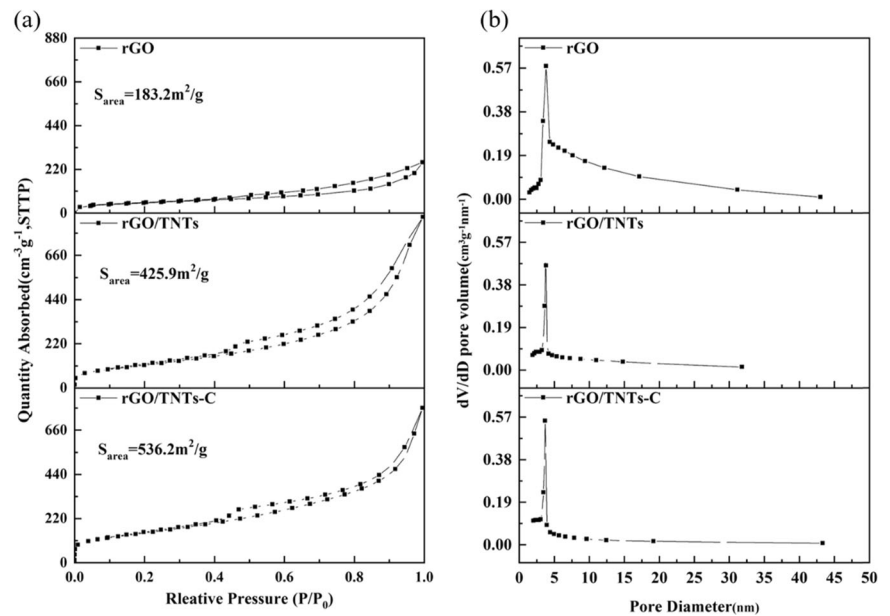 (a)
Quantity Absorbed(cm⁻³g⁻¹,STTP)
880
rGO
660
Sarea=183.2m²/g
440
220
0
rGO/TNTs
660
Sarea=425.9m²/g
440
220
0
rGO/TNTs-C
660
Sarea=536.2m²/g
440
220
0
0.0 0.2 0.4 0.6 0.8 1.0
Rleative Pressure (P/P₀)
(b)
dV/dD pore volume(cm³g⁻¹nm⁻¹)
rGO
0.57
0.38
0.19
0.00
rGO/TNTs
0.57
0.38
0.19
0.00
rGO/TNTs-C
0.57
0.38
0.19
0.00
0 5 10 15 20 25 30 35 40 45 50
Pore Diameter(nm)